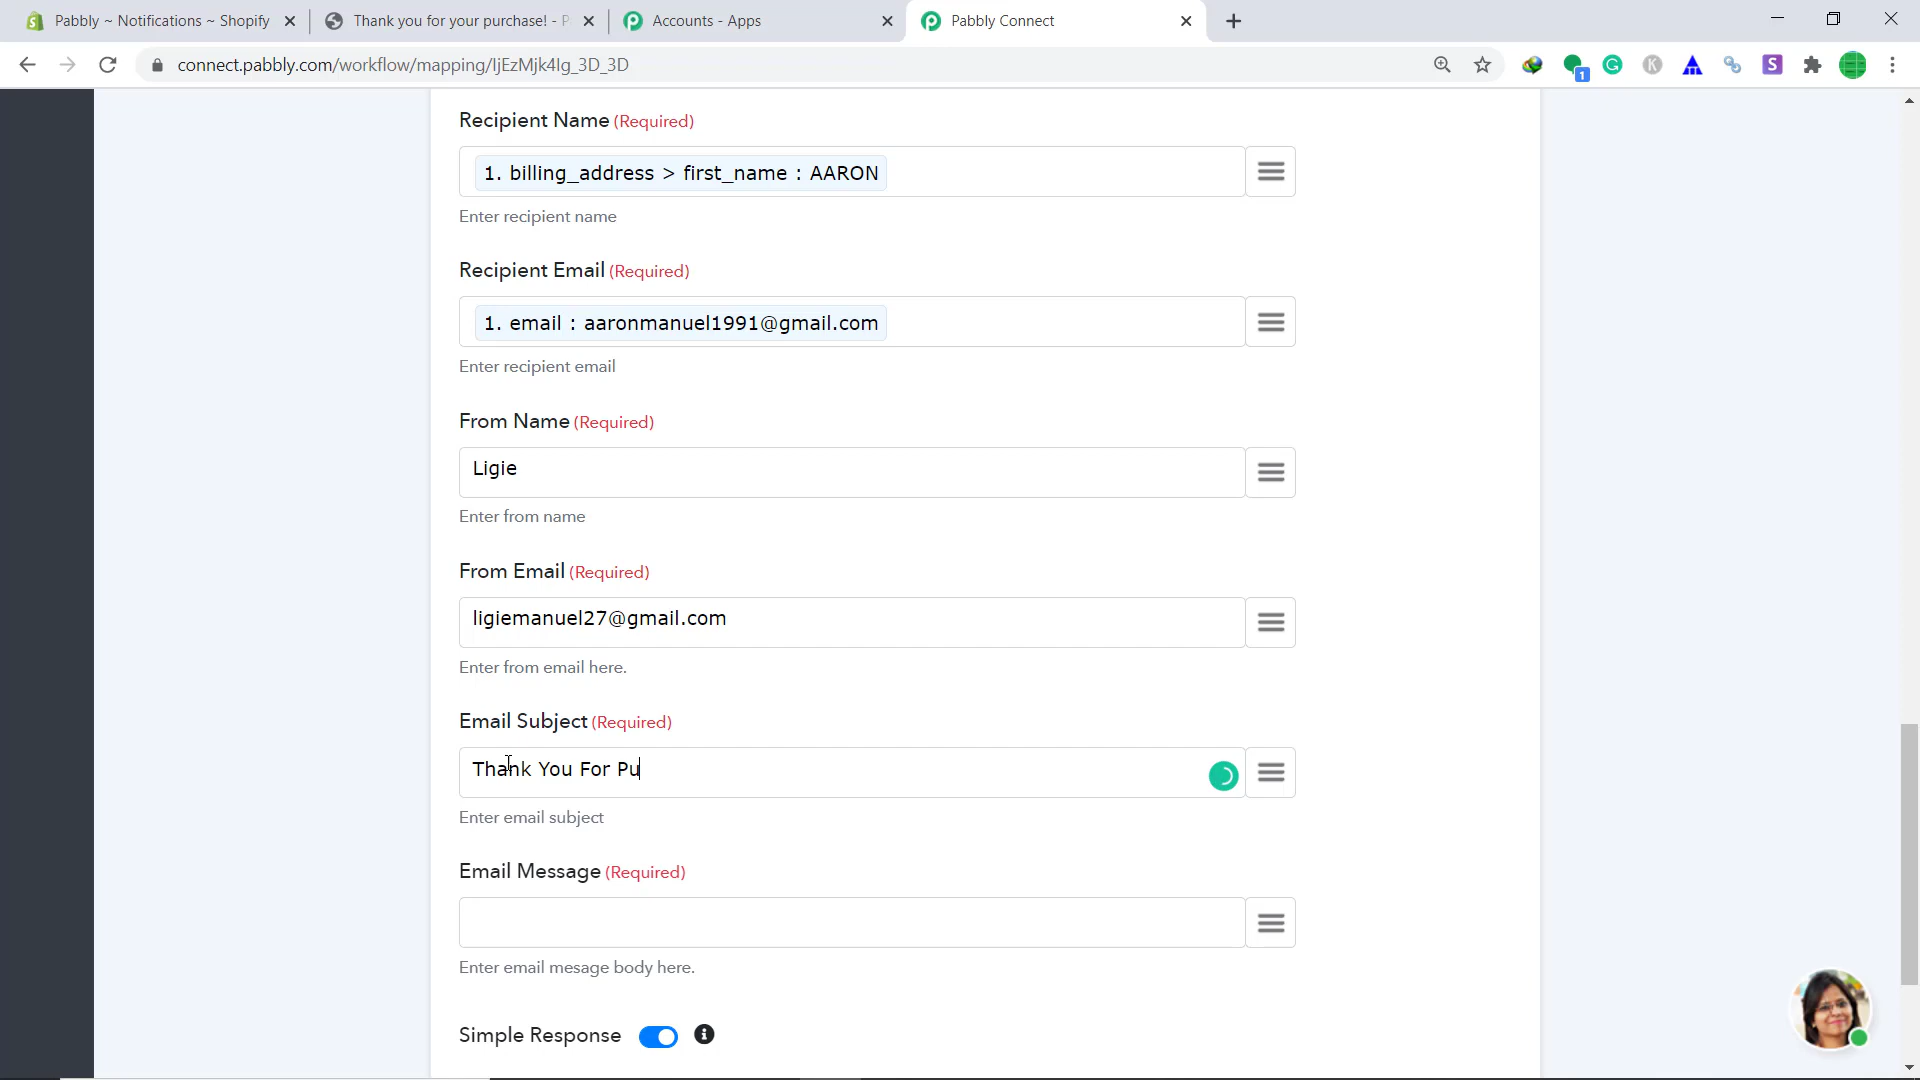 Pabbly ~ Notifications ~ Shopify
Thank you for your purchase! - P
Accounts - Apps
Pabbly Connect
connect.pabbly.com/workflow/mapping/IjEzMjk4Ig_3D_3D
Recipient Name (Required)
1. billing_address > first_name : AARON
Enter recipient name
Recipient Email (Required)
1. email : aaronmanuel1991@gmail.com
Enter recipient email
From Name (Required)
Ligie
Enter from name
From Email (Required)
ligiemanuel27@gmail.com
Enter from email here.
Email Subject (Required)
Thank You For Pu
Enter email subject
Email Message (Required)
Enter email mesage body here.
Simple Response